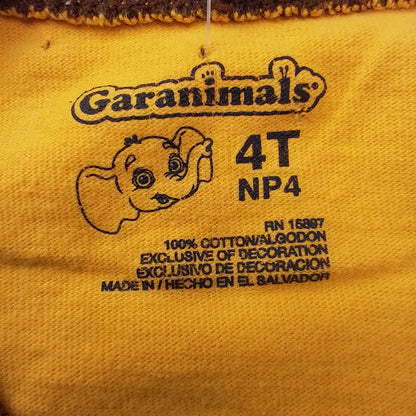 Garanimals
4T
NP4
RN 15897
100% COTTON/ALGODON
EXCLUSIVE OF DECORATION
EXCLUSIVO DE DECORACION
MADE IN / HECHO EN EL SALVADOR